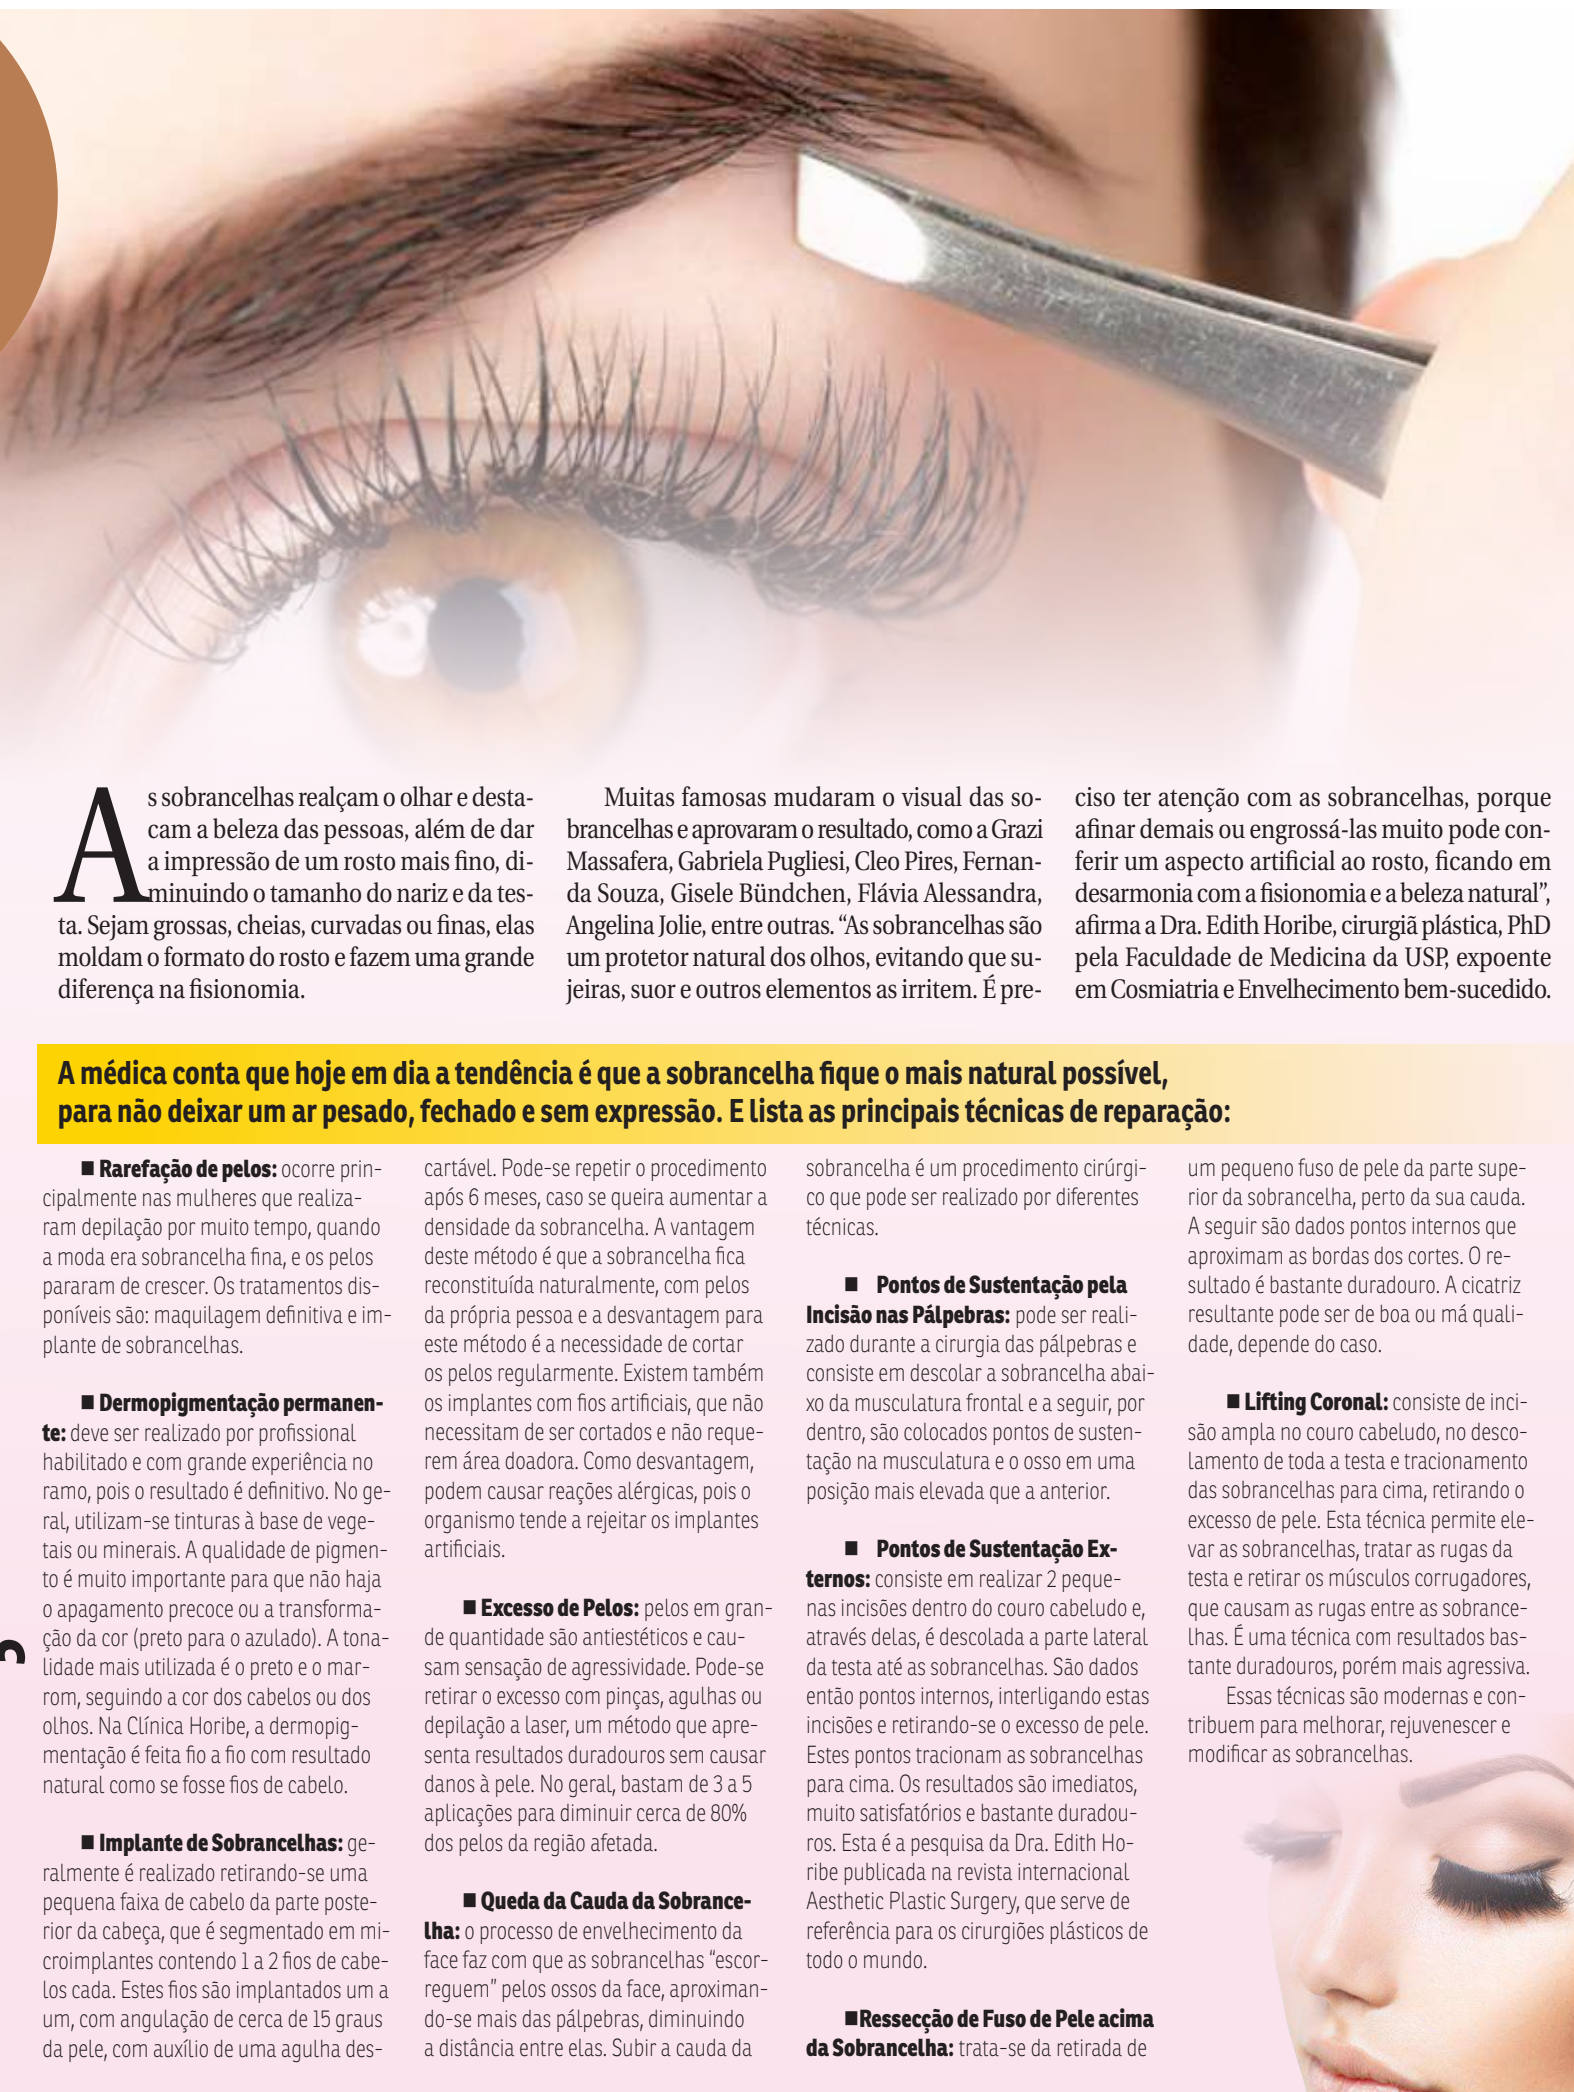 As sobrancelhas realçam o olhar e desta-
cam a beleza das pessoas, além de dar
a impressão de um rosto mais fino, di-
minuindo o tamanho do nariz e da tes-
ta. Sejam grossas, cheias, curvadas ou finas, elas
moldam o formato do rosto e fazem uma grande
diferença na fisionomia.
Muitas famosas mudaram o visual das so-
brancelhas e aprovaram o resultado, como a Grazi
Massafera, Gabriela Pugliesi, Cleo Pires, Fernan-
da Souza, Gisele Bündchen, Flávia Alessandra,
Angelina Jolie, entre outras. “As sobrancelhas são
um protetor natural dos olhos, evitando que su-
jeiras, suor e outros elementos as irritem. É pre-
ciso ter atenção com as sobrancelhas, porque
afinar demais ou engrossá-las muito pode con-
ferir um aspecto artificial ao rosto, ficando em
desarmonia com a fisionomia e a beleza natural”,
afirma a Dra. Edith Horibe, cirurgiã plástica, PhD
pela Faculdade de Medicina da USP, expoente
em Cosmiatria e Envelhecimento bem-sucedido.
A médica conta que hoje em dia a tendência é que a sobrancelha fique o mais natural possível,
para não deixar um ar pesado, fechado e sem expressão. E lista as principais técnicas de reparação:
■ Rarefação de pelos: ocorre prin-
cipalmente nas mulheres que realiza-
ram depilação por muito tempo, quando
a moda era sobrancelha fina, e os pelos
pararam de crescer. Os tratamentos dis-
poníveis são: maquilagem definitiva e im-
plante de sobrancelhas.
■ Dermopigmentação permanen-
te: deve ser realizado por profissional
habilitado e com grande experiência no
ramo, pois o resultado é definitivo. No ge-
ral, utilizam-se tinturas à base de vege-
tais ou minerais. A qualidade de pigmen-
to é muito importante para que não haja
o apagamento precoce ou a transforma-
ção da cor (preto para o azulado). A tona-
lidade mais utilizada é o preto e o mar-
rom, seguindo a cor dos cabelos ou dos
olhos. Na Clínica Horibe, a dermopig-
mentação é feita fio a fio com resultado
natural como se fosse fios de cabelo.
■ Implante de Sobrancelhas: ge-
ralmente é realizado retirando-se uma
pequena faixa de cabelo da parte poste-
rior da cabeça, que é segmentado em mi-
croimplantes contendo 1 a 2 fios de cabe-
los cada. Estes fios são implantados um a
um, com angulação de cerca de 15 graus
da pele, com auxílio de uma agulha des-
cartável. Pode-se repetir o procedimento
após 6 meses, caso se queira aumentar a
densidade da sobrancelha. A vantagem
deste método é que a sobrancelha fica
reconstituída naturalmente, com pelos
da própria pessoa e a desvantagem para
este método é a necessidade de cortar
os pelos regularmente. Existem também
os implantes com fios artificiais, que não
necessitam de ser cortados e não reque-
rem área doadora. Como desvantagem,
podem causar reações alérgicas, pois o
organismo tende a rejeitar os implantes
artificiais.
■ Excesso de Pelos: pelos em gran-
de quantidade são antiestéticos e cau-
sam sensação de agressividade. Pode-se
retirar o excesso com pinças, agulhas ou
depilação a laser, um método que apre-
senta resultados duradouros sem causar
danos à pele. No geral, bastam de 3 a 5
aplicações para diminuir cerca de 80%
dos pelos da região afetada.
■ Queda da Cauda da Sobrance-
lha: o processo de envelhecimento da
face faz com que as sobrancelhas “escor-
reguem” pelos ossos da face, aproximan-
do-se mais das pálpebras, diminuindo
a distância entre elas. Subir a cauda da
sobrancelha é um procedimento cirúrgi-
co que pode ser realizado por diferentes
técnicas.
■ Pontos de Sustentação pela
Incisão nas Pálpebras: pode ser reali-
zado durante a cirurgia das pálpebras e
consiste em descolar a sobrancelha abai-
xo da musculatura frontal e a seguir, por
dentro, são colocados pontos de susten-
tação na musculatura e o osso em uma
posição mais elevada que a anterior.
■ Pontos de Sustentação Ex-
ternos: consiste em realizar 2 peque-
nas incisões dentro do couro cabeludo e,
através delas, é descolada a parte lateral
da testa até as sobrancelhas. São dados
então pontos internos, interligando estas
incisões e retirando-se o excesso de pele.
Estes pontos tracionam as sobrancelhas
para cima. Os resultados são imediatos,
muito satisfatórios e bastante duradou-
ros. Esta é a pesquisa da Dra. Edith Ho-
ribe publicada na revista internacional
Aesthetic Plastic Surgery, que serve de
referência para os cirurgiões plásticos de
todo o mundo.
■Ressecção de Fuso de Pele acima
da Sobrancelha: trata-se da retirada de
um pequeno fuso de pele da parte supe-
rior da sobrancelha, perto da sua cauda.
A seguir são dados pontos internos que
aproximam as bordas dos cortes. O re-
sultado é bastante duradouro. A cicatriz
resultante pode ser de boa ou má quali-
dade, depende do caso.
■ Lifting Coronal: consiste de inci-
são ampla no couro cabeludo, no desco-
lamento de toda a testa e tracionamento
das sobrancelhas para cima, retirando o
excesso de pele. Esta técnica permite ele-
var as sobrancelhas, tratar as rugas da
testa e retirar os músculos corrugadores,
que causam as rugas entre as sobrance-
lhas. É uma técnica com resultados bas-
tante duradouros, porém mais agressiva.
Essas técnicas são modernas e con-
tribuem para melhorar, rejuvenescer e
modificar as sobrancelhas.